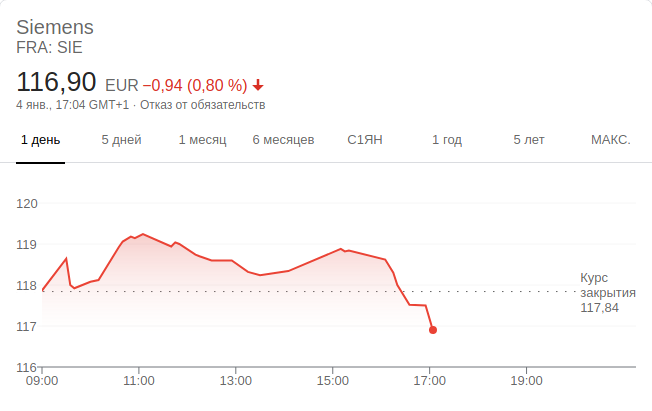 Siemens
FRA: SIE
116,90 EUR −0,94 (0,80 %)
4 янв., 17:04 GMT+1 · Отказ от обязательств
1 день 5 дней 1 месяц 6 месяцев С1ЯН 1 год 5 лет МАКС.
120
119
118
117
116
Курс
закрытия
117,84
09:00 11:00 13:00 15:00 17:00 19:00